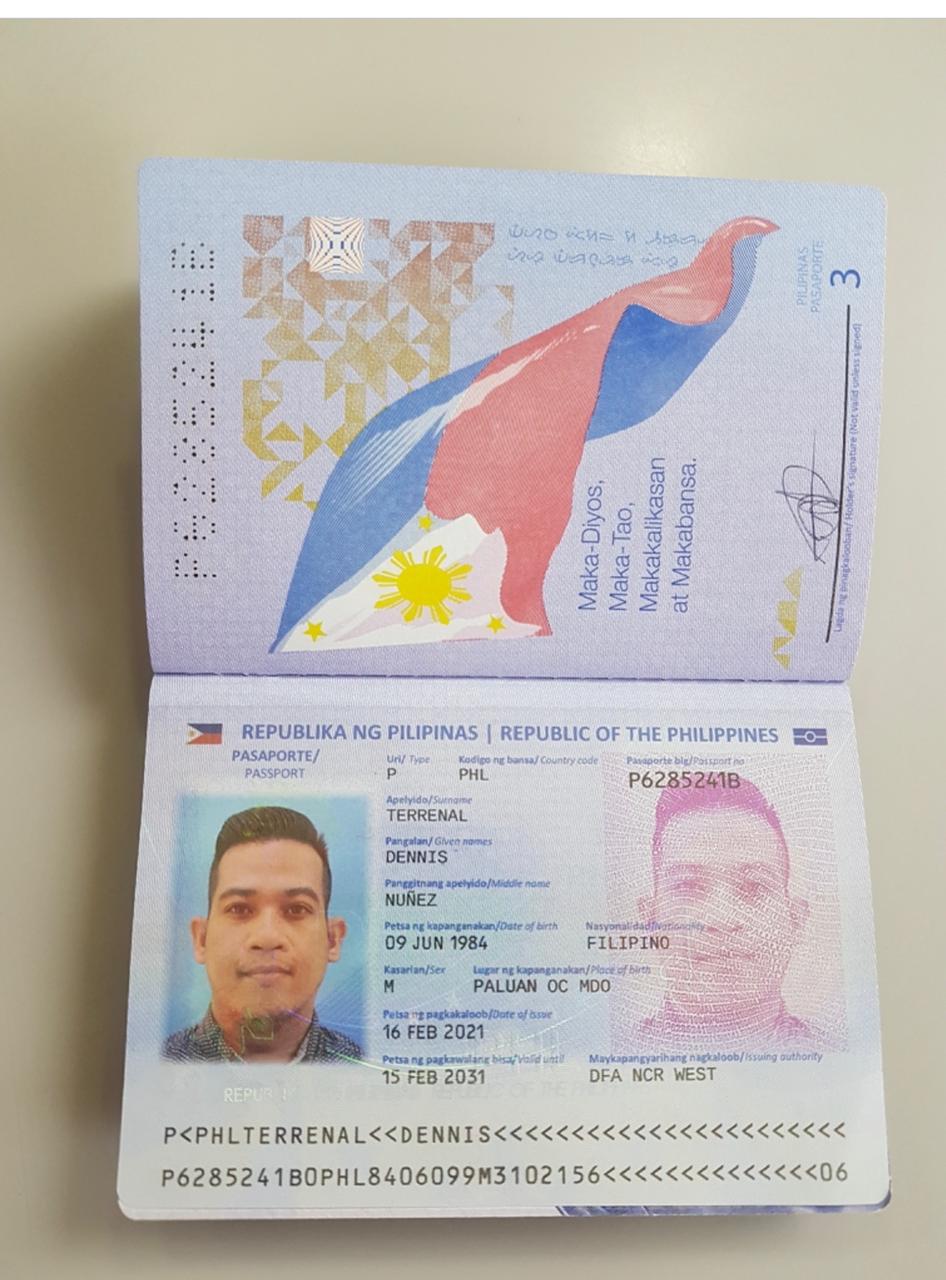 P6285241B
PILIPINAS
PASAPORTE
3
Maka-Diyos,
Maka-Tao,
Makakalikasan
at Makabansa.
Lagda ng pinagkalooban/ Holder's signature (Not valid unless signed)
REPUBLIKA NG PILIPINAS | REPUBLIC OF THE PHILIPPINES
PASAPORTE/
PASSPORT
Uri/ Type
Kodigo ng bansa/ Country code
Pasaporte blg/Passport no
P
PHL
P6285241B
Apelyido/Surname
TERRENAL
Pangalan/ Given names
DENNIS
Panggitnang apelyido/Middle name
NUÑEZ
Petsa ng kapanganakan/Date of birth
Nasyonalidad/Nationality
09 JUN 1984
FILIPINO
Kasarian/Sex
Lugar ng kapanganakan/Place of birth
M
PALUAN OC MDO
Petsa ng pagkakaloob/Date of issue
16 FEB 2021
Petsa ng pagkawalang bisa/Valid until
Maykapangyarihang nagkaloob/Issuing authority
15 FEB 2031
DFA NCR WEST
P<PHLTERRENAL<<DENNIS<<<<<<<<<<<<<<<<<<<<<<<
P6285241B0PHL8406099M3102156<<<<<<<<<<<<<<06